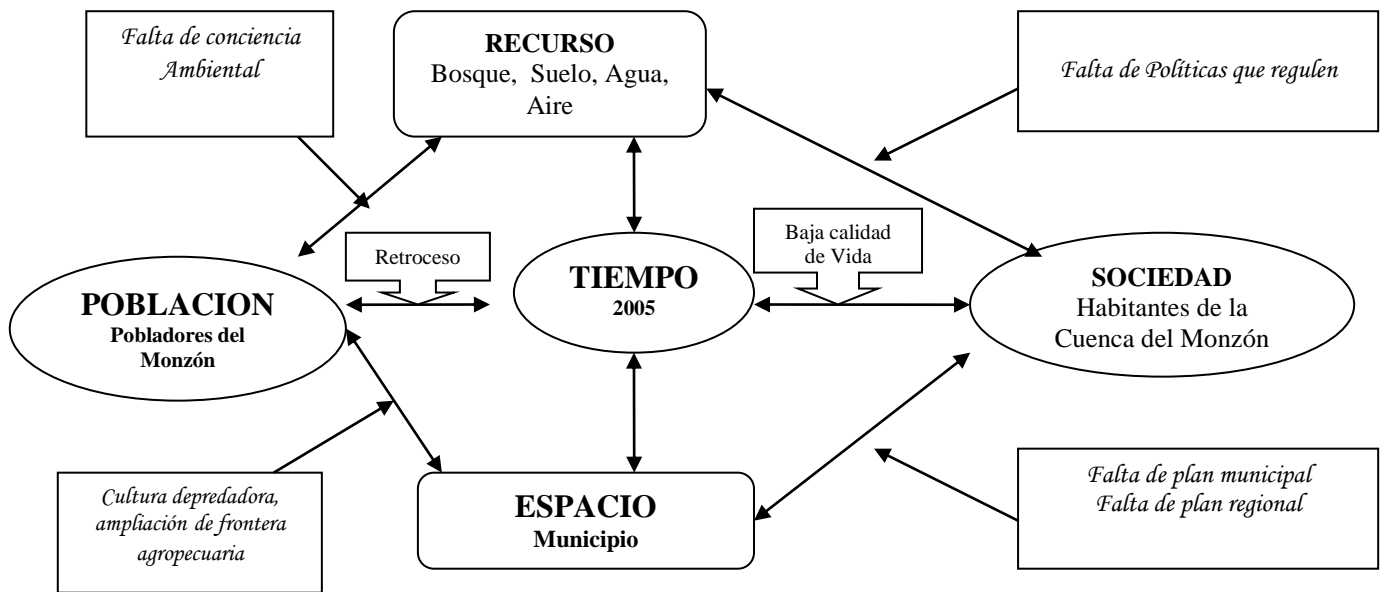 Falta de conciencia
Ambiental
RECURSO
Bosque, Suelo, Agua,
Aire
Falta de Políticas que regulen
Retroceso
Baja calidad
de Vida
POBLACION
Pobladores del
Monzón
TIEMPO
2005
SOCIEDAD
Habitantes de la
Cuenca del Monzón
Cultura depredadora,
ampliación de frontera
agropecuaria
ESPACIO
Municipio
Falta de plan municipal
Falta de plan regional